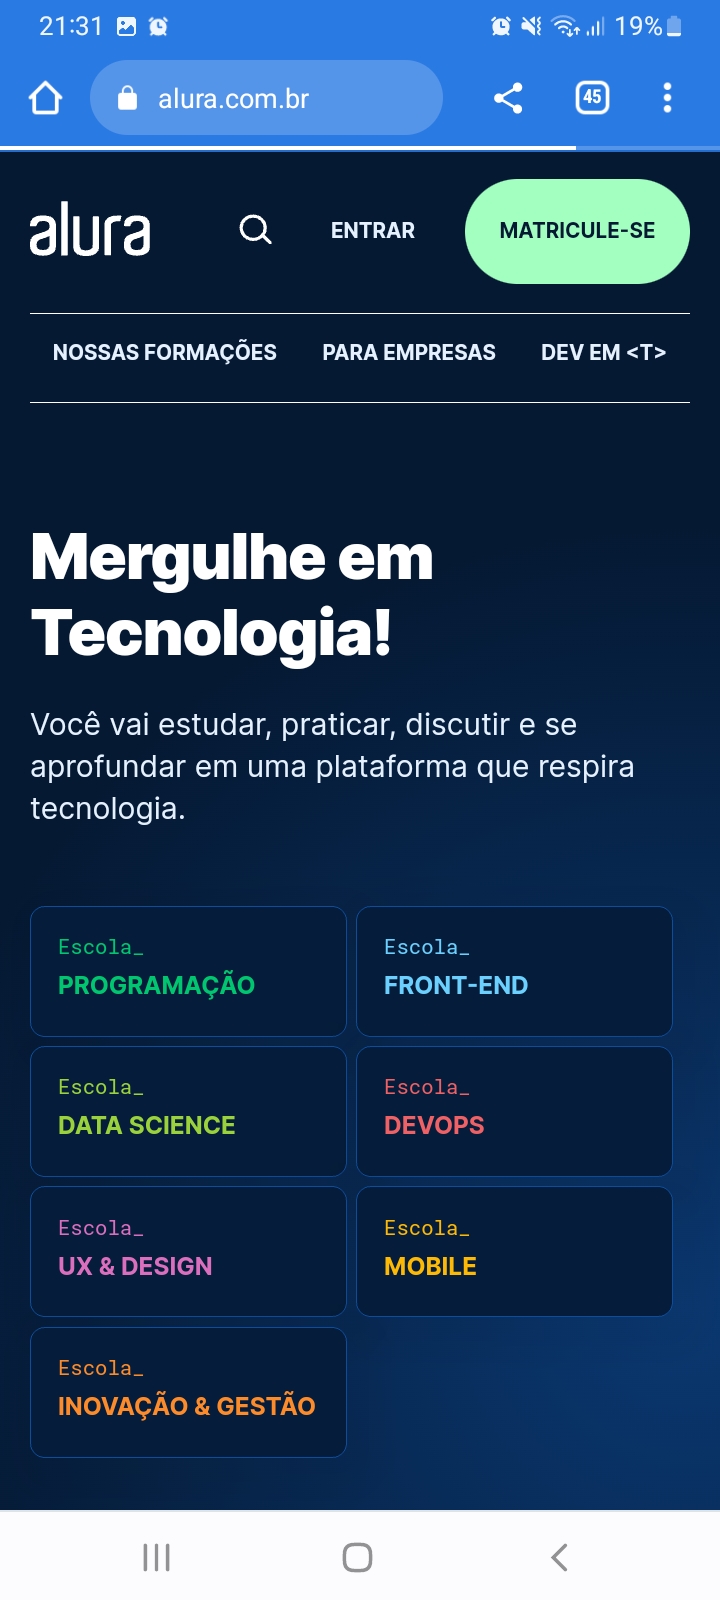 21:31
19%
alura.com.br
45
alura
ENTRAR
MATRICULE-SE
NOSSAS FORMAÇÕES
PARA EMPRESAS
DEV EM <T>
Mergulhe em
Tecnologia!
Você vai estudar, praticar, discutir e se
aprofundar em uma plataforma que respira
tecnologia.
Escola_
PROGRAMAÇÃO
Escola_
FRONT-END
Escola_
DATA SCIENCE
Escola_
DEVOPS
Escola_
UX & DESIGN
Escola_
MOBILE
Escola_
INOVAÇÃO & GESTÃO